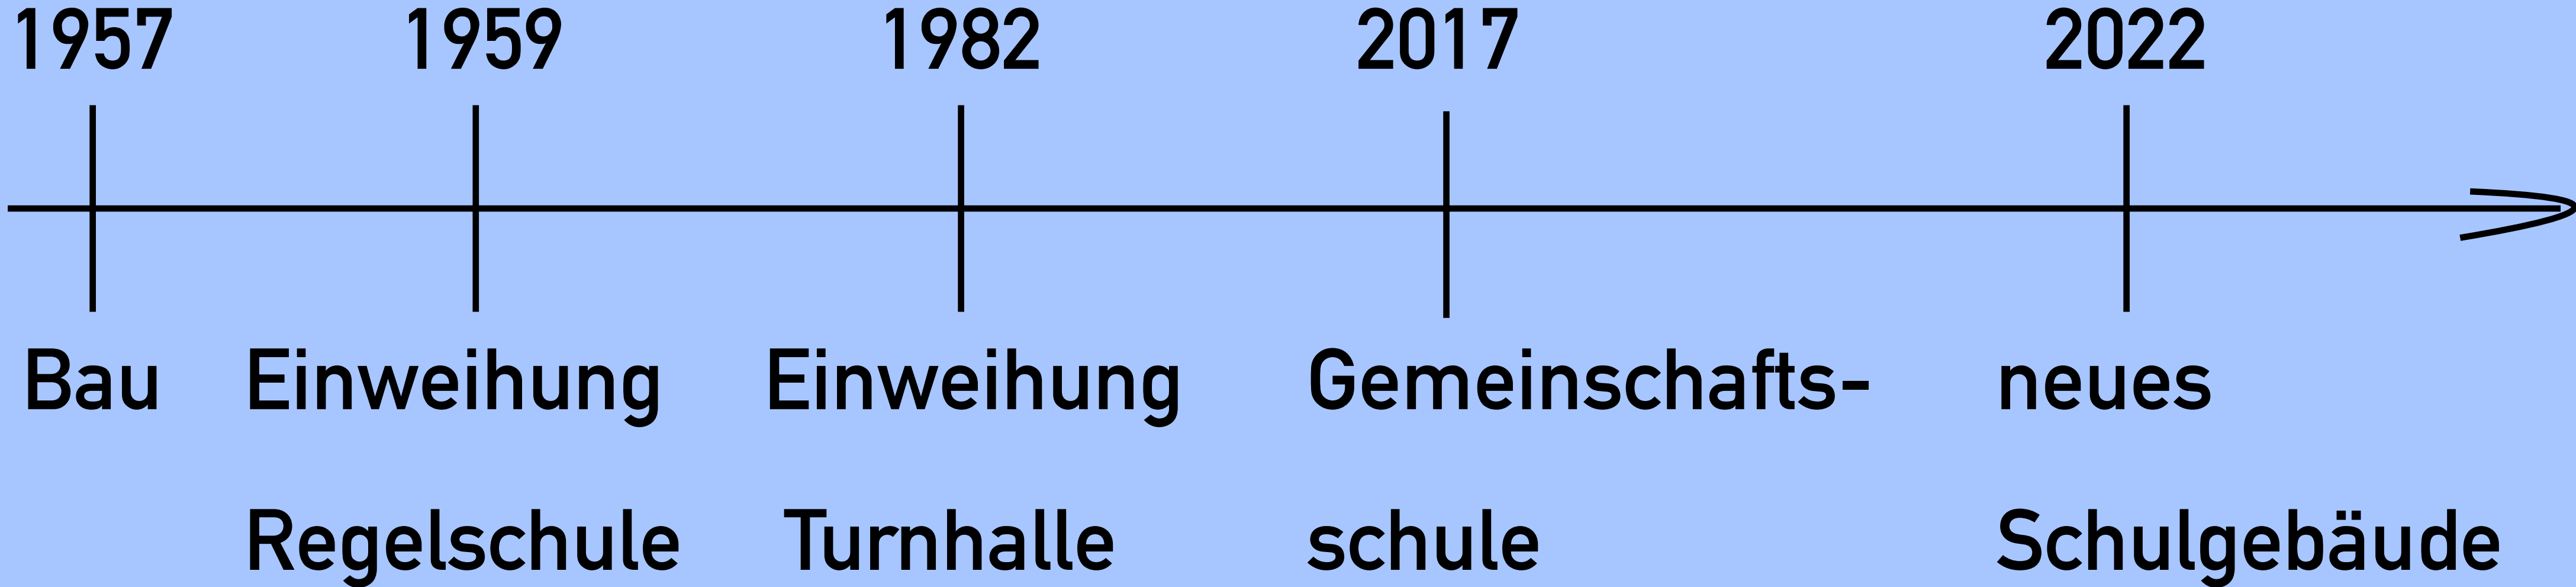 1957 1959 1982 2017 2022
Bau Einweihung Einweihung Gemeinschafts- neues
Regelschule Turnhalle schule Schulgebäude